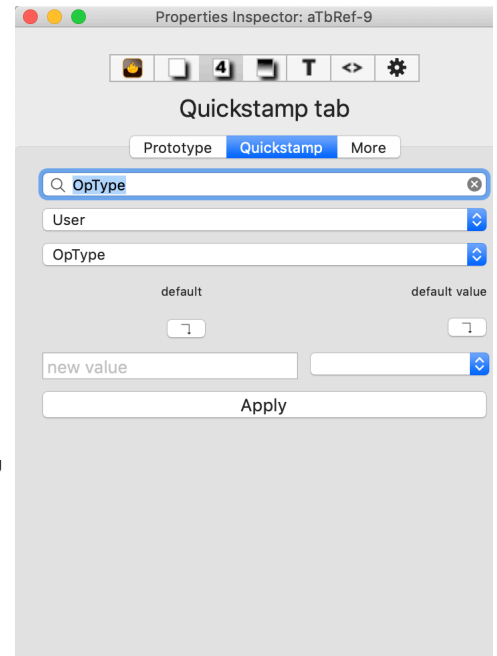 Properties Inspector: aTbRef-9
4 T <>
Quickstamp tab
Prototype Quickstamp More
OpType
User
OpType
default default value
new value
Apply